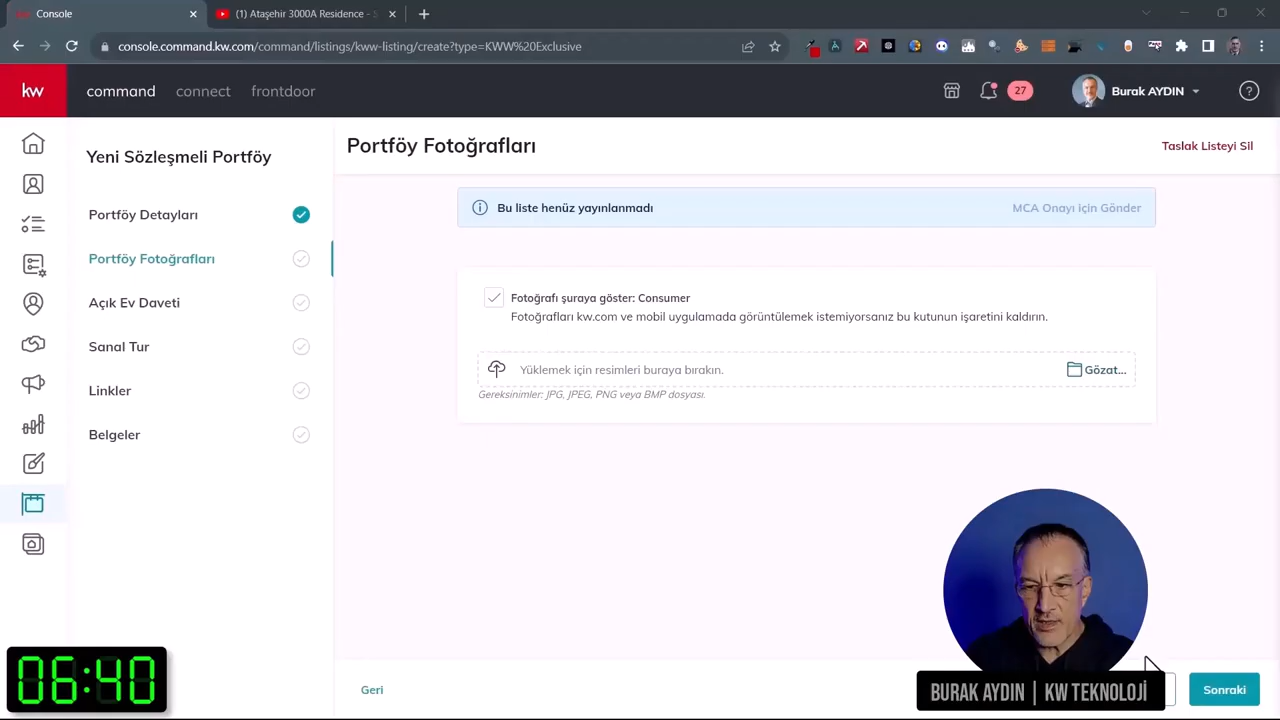 Console
(1) Ataşehir 3000A Residence - S
console.command.kw.com/command/listings/kww-listing/create?type=KWW%20Exclusive
kw
command
connect
frontdoor
27
Burak AYDIN
Yeni Sözleşmeli Portföy
Portföy Detayları
Portföy Fotoğrafları
Açık Ev Daveti
Sanal Tur
Linkler
Belgeler
Portföy Fotoğrafları
Taslak Listeyi Sil
Bu liste henüz yayınlanmadı
MCA Onayı için Gönder
Fotoğrafı şuraya göster: Consumer
Fotoğrafları kw.com ve mobil uygulamada görüntülemek istemiyorsanız bu kutunun işaretini kaldırın.
Yüklemek için resimleri buraya bırakın.
Gözat...
Gereksinimler: JPG, JPEG, PNG veya BMP dosyası.
06:40
Geri
BURAK AYDIN | KW TEKNOLOJİ
Sonraki